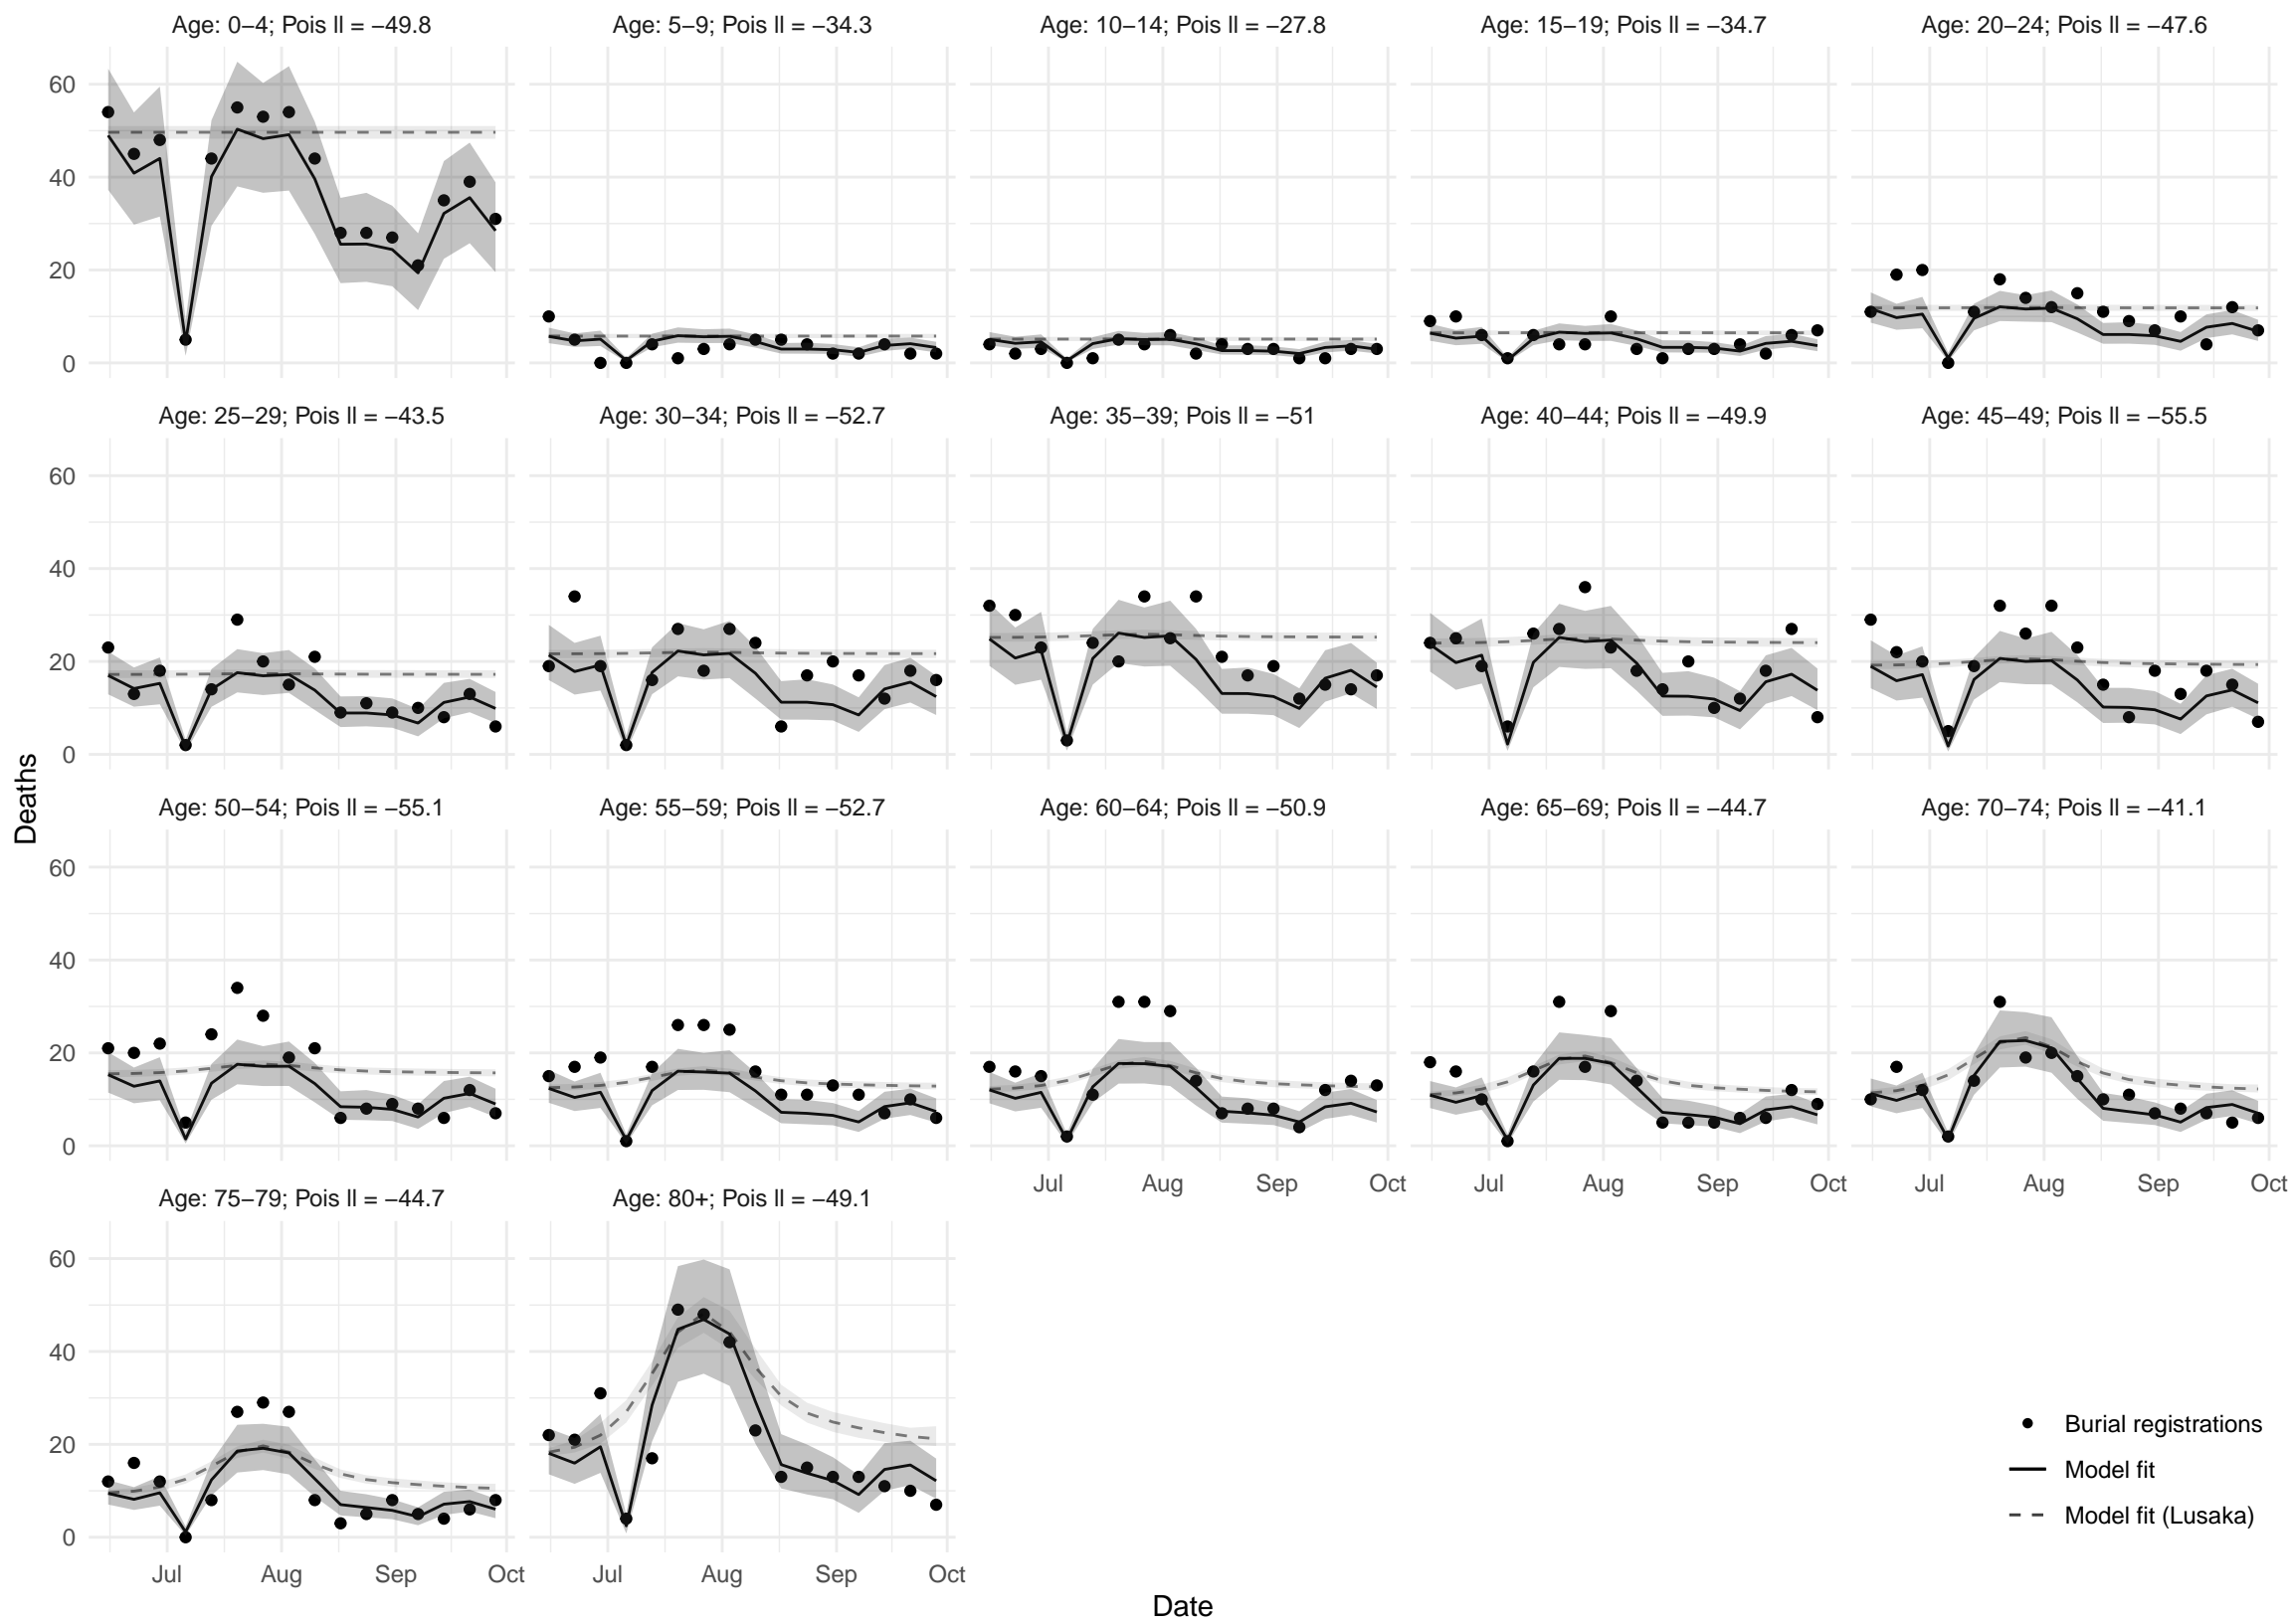 Age: 0−4; Pois ll = −49.8
Age: 5−9; Pois ll = −34.3
Age: 10−14; Pois ll = −27.8
Age: 15−19; Pois ll = −34.7
Age: 20−24; Pois ll = −47.6
60
40
20
0
Age: 25−29; Pois ll = −43.5
Age: 30−34; Pois ll = −52.7
Age: 35−39; Pois ll = −51
Age: 40−44; Pois ll = −49.9
Age: 45−49; Pois ll = −55.5
60
40
20
0
Deaths
Age: 50−54; Pois ll = −55.1
Age: 55−59; Pois ll = −52.7
Age: 60−64; Pois ll = −50.9
Age: 65−69; Pois ll = −44.7
Age: 70−74; Pois ll = −41.1
60
40
20
0
Jul Aug Sep Oct
Jul Aug Sep Oct
Jul Aug Sep Oct
Age: 75−79; Pois ll = −44.7
Age: 80+; Pois ll = −49.1
60
40
20
0
Jul Aug Sep Oct
Jul Aug Sep Oct
Burial registrations
Model fit
Model fit (Lusaka)
Date